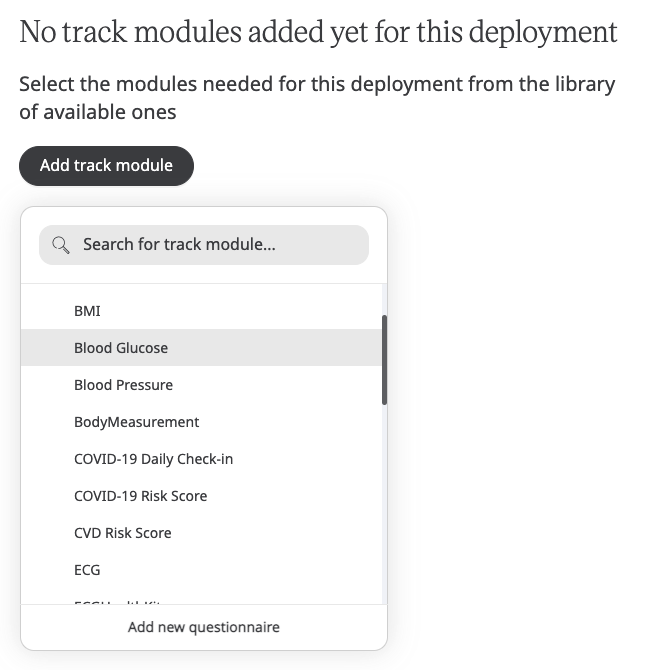 No track modules added yet for this deployment
Select the modules needed for this deployment from the library
of available ones
Add track module
Search for track module...
BMI
Blood Glucose
Blood Pressure
BodyMeasurement
COVID-19 Daily Check-in
COVID-19 Risk Score
CVD Risk Score
ECG
Add new questionnaire